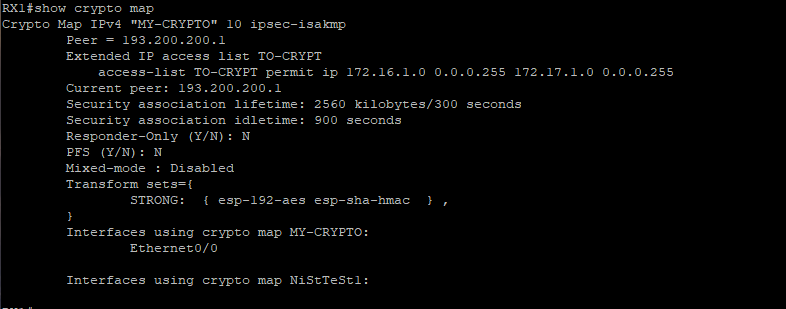 RX1#show crypto map
Crypto Map IPv4 "MY-CRYPTO" 10 ipsec-isakmp
Peer = 193.200.200.1
Extended IP access list TO-CRYPT
access-list TO-CRYPT permit ip 172.16.1.0 0.0.0.255 172.17.1.0 0.0.0.255
Current peer: 193.200.200.1
Security association lifetime: 2560 kilobytes/300 seconds
Security association idletime: 900 seconds
Responder-Only (Y/N): N
PFS (Y/N): N
Mixed-mode : Disabled
Transform sets={
STRONG: { esp-192-aes esp-sha-hmac } ,
}
Interfaces using crypto map MY-CRYPTO:
Ethernet0/0
Interfaces using crypto map NiStTeSt1: